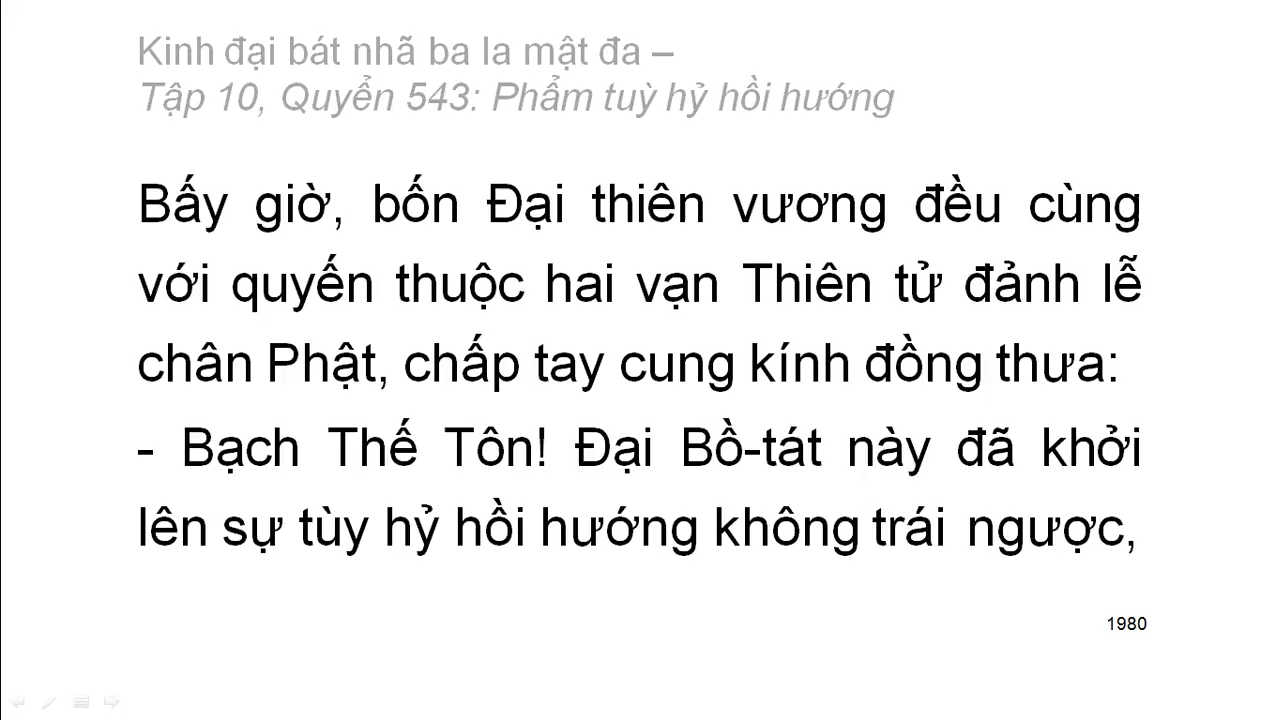 Kinh đại bát nhã ba la mật đa –
Tập 10, Quyển 543: Phẩm tuỳ hỷ hồi hướng
Bấy giờ, bốn Đại thiên vương đều cùng
với quyến thuộc hai vạn Thiên tử đảnh lễ
chân Phật, chấp tay cung kính đồng thưa:
- Bạch Thế Tôn! Đại Bồ-tát này đã khởi
lên sự tùy hỷ hồi hướng không trái ngược,
1980